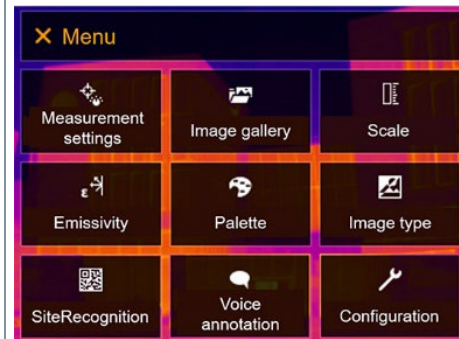 Menu
Measurement
settings
Image gallery
Scale
Emissivity
Palette
Image type
SiteRecognition
Voice
annotation
Configuration